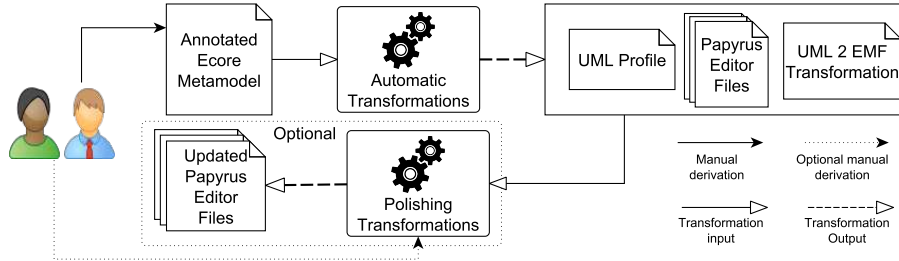 Annotated
Ecore
Metamodel
Automatic
Transformations
UML Profile
Papyrus
Editor
Files
UML 2 EMF
Transformation
Optional
Updated
Papyrus
Editor
Files
Polishing
Transformations
Manual
derivation
Optional manual
derivation
Transformation
input
Transformation
Output